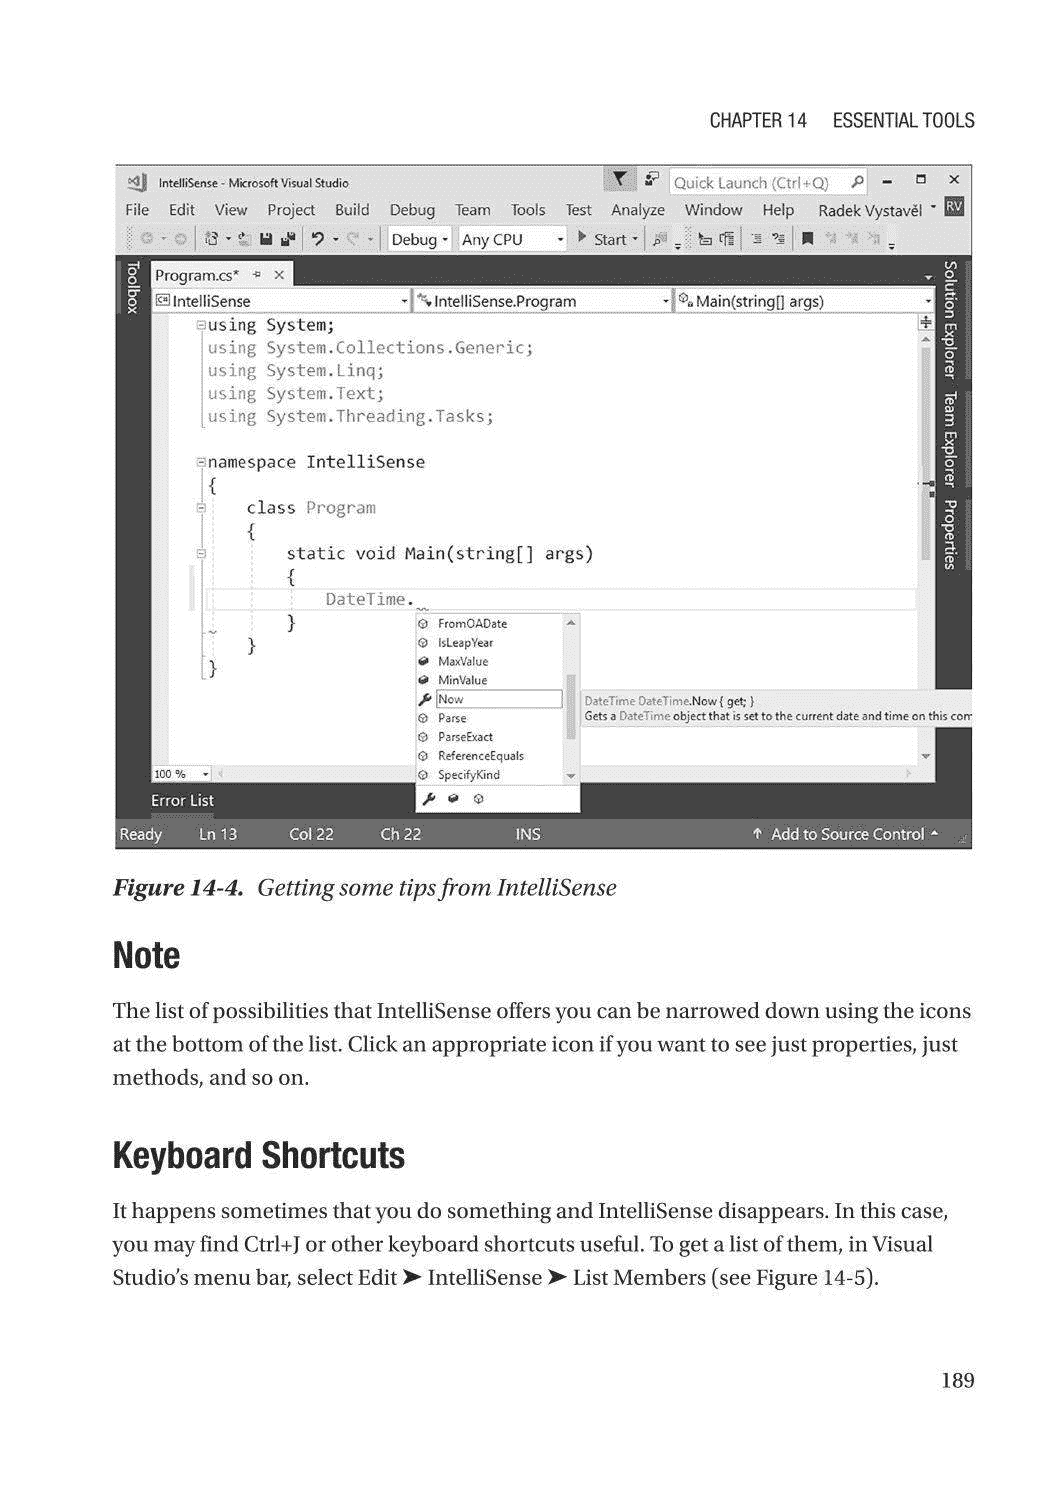 CHAPTER 14 ESSENTIAL TOOLS
IntelliSense - Microsoft Visual Studio
Quick Launch (Ctrl+Q)
File Edit View Project Build Debug Team Tools Test Analyze Window Help Radek Vystavěl RV
Debug Any CPU Start
Toolbox
Program.cs*
IntelliSense IntelliSense.Program Main(string[] args)
using System;
using System.Collections.Generic;
using System.Linq;
using System.Text;
using System.Threading.Tasks;
namespace IntelliSense
{
class Program
{
static void Main(string[] args)
{
DateTime.
}
}
}
FromOADate
IsLeapYear
MaxValue
MinValue
Now
Parse
ParseExact
ReferenceEquals
SpecifyKind
DateTime DateTime.Now { get; }
Gets a DateTime object that is set to the current date and time on this com
Solution Explorer
Team Explorer
Properties
100 %
Error List
Ready Ln 13 Col 22 Ch 22 INS Add to Source Control
Figure 14-4. Getting some tips from IntelliSense
Note
The list of possibilities that IntelliSense offers you can be narrowed down using the icons
at the bottom of the list. Click an appropriate icon if you want to see just properties, just
methods, and so on.
Keyboard Shortcuts
It happens sometimes that you do something and IntelliSense disappears. In this case,
you may find Ctrl+J or other keyboard shortcuts useful. To get a list of them, in Visual
Studio’s menu bar, select Edit ➤ IntelliSense ➤ List Members (see Figure 14-5).
189